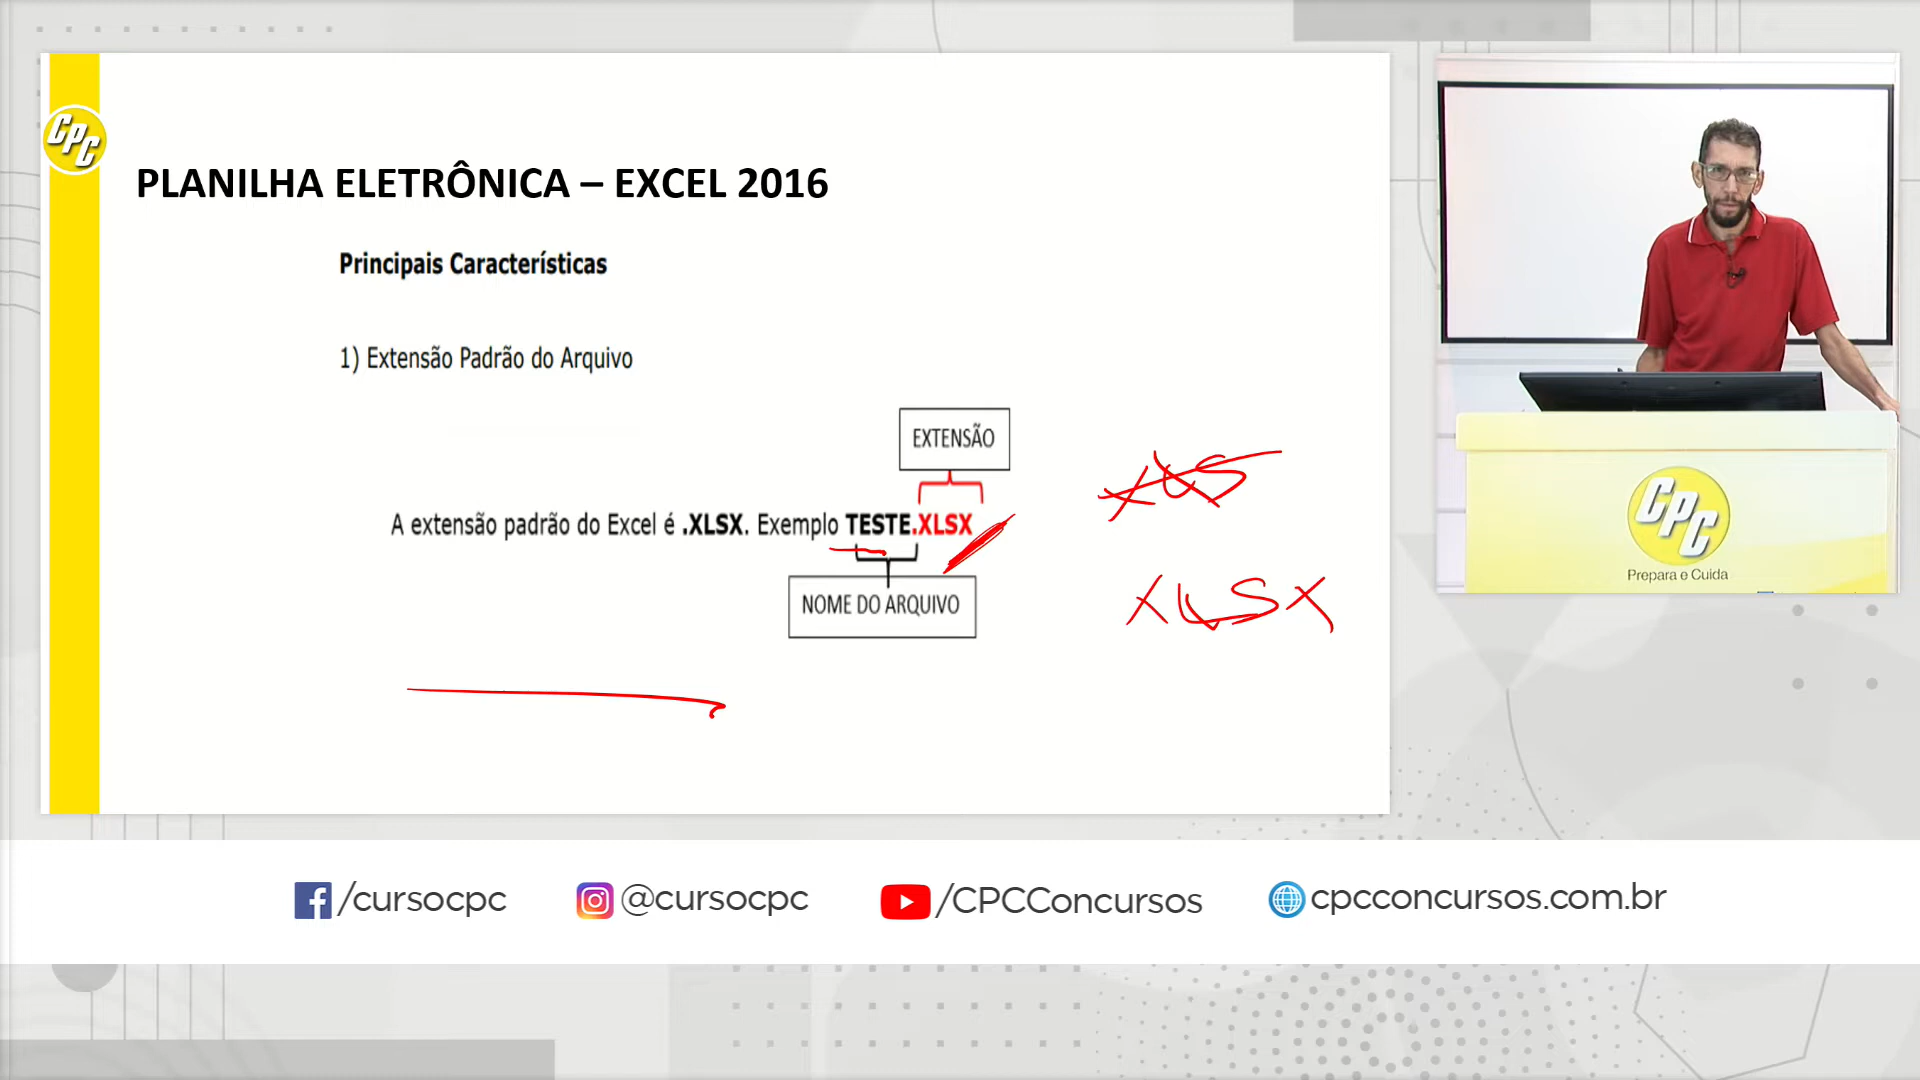 CPC
PLANILHA ELETRÔNICA – EXCEL 2016
Principais Características
1) Extensão Padrão do Arquivo
EXTENSÃO
XLS
A extensão padrão do Excel é .XLSX. Exemplo TESTE.XLSX
NOME DO ARQUIVO
XLSX
CPC
Prepara e Cuida
/cursocpc
@cursocpc
/CPCConcursos
cpcconcursos.com.br